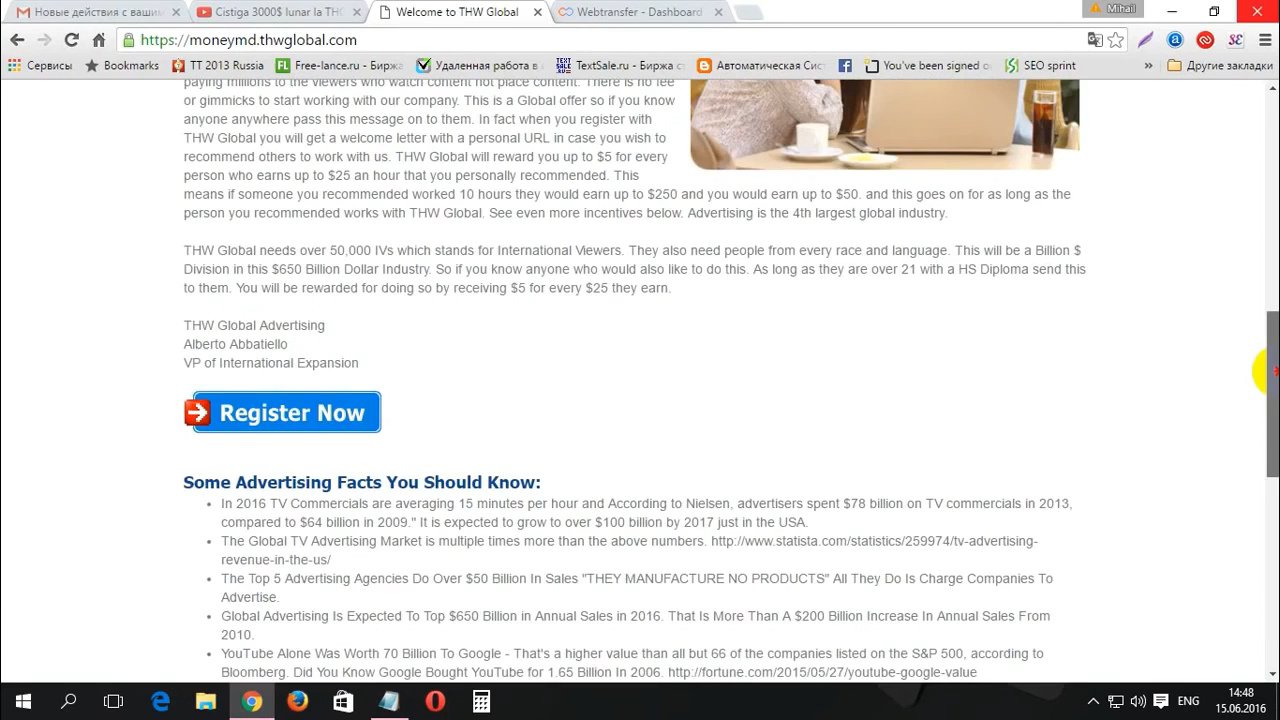 Новые действия с вашим
Cistiga 3000$ lunar la THW
Welcome to THW Global
Webtransfer - Dashboard
Mihail
https://moneymd.thwglobal.com
Сервисы
Bookmarks
TT 2013 Russia
Free-lance.ru - Биржа
Удаленная работа в
TextSale.ru - Биржа с
Автоматическая Сис
You've been signed o
SEO sprint
»
Другие закладки
paying millions to the viewers who watch content not place content. There is no fee
or gimmicks to start working with our company. This is a Global offer so if you know
anyone anywhere pass this message on to them. In fact when you register with
THW Global you will get a welcome letter with a personal URL in case you wish to
recommend others to work with us. THW Global will reward you up to $5 for every
person who earns up to $25 an hour that you personally recommended. This
means if someone you recommended worked 10 hours they would earn up to $250 and you would earn up to $50. and this goes on for as long as the
person you recommended works with THW Global. See even more incentives below. Advertising is the 4th largest global industry.
THW Global needs over 50,000 IVs which stands for International Viewers. They also need people from every race and language. This will be a Billion $
Division in this $650 Billion Dollar Industry. So if you know anyone who would also like to do this. As long as they are over 21 with a HS Diploma send this
to them. You will be rewarded for doing so by receiving $5 for every $25 they earn.
THW Global Advertising
Alberto Abbatiello
VP of International Expansion
Register Now
Some Advertising Facts You Should Know:
In 2016 TV Commercials are averaging 15 minutes per hour and According to Nielsen, advertisers spent $78 billion on TV commercials in 2013,
compared to $64 billion in 2009." It is expected to grow to over $100 billion by 2017 just in the USA.
The Global TV Advertising Market is multiple times more than the above numbers. http://www.statista.com/statistics/259974/tv-advertising-
revenue-in-the-us/
The Top 5 Advertising Agencies Do Over $50 Billion In Sales "THEY MANUFACTURE NO PRODUCTS" All They Do Is Charge Companies To
Advertise.
Global Advertising Is Expected To Top $650 Billion in Annual Sales in 2016. That Is More Than A $200 Billion Increase In Annual Sales From
2010.
YouTube Alone Was Worth 70 Billion To Google - That's a higher value than all but 66 of the companies listed on the S&P 500, according to
Bloomberg. Did You Know Google Bought YouTube for 1.65 Billion In 2006. http://fortune.com/2015/05/27/youtube-google-value
ENG
14:48
15.06.2016